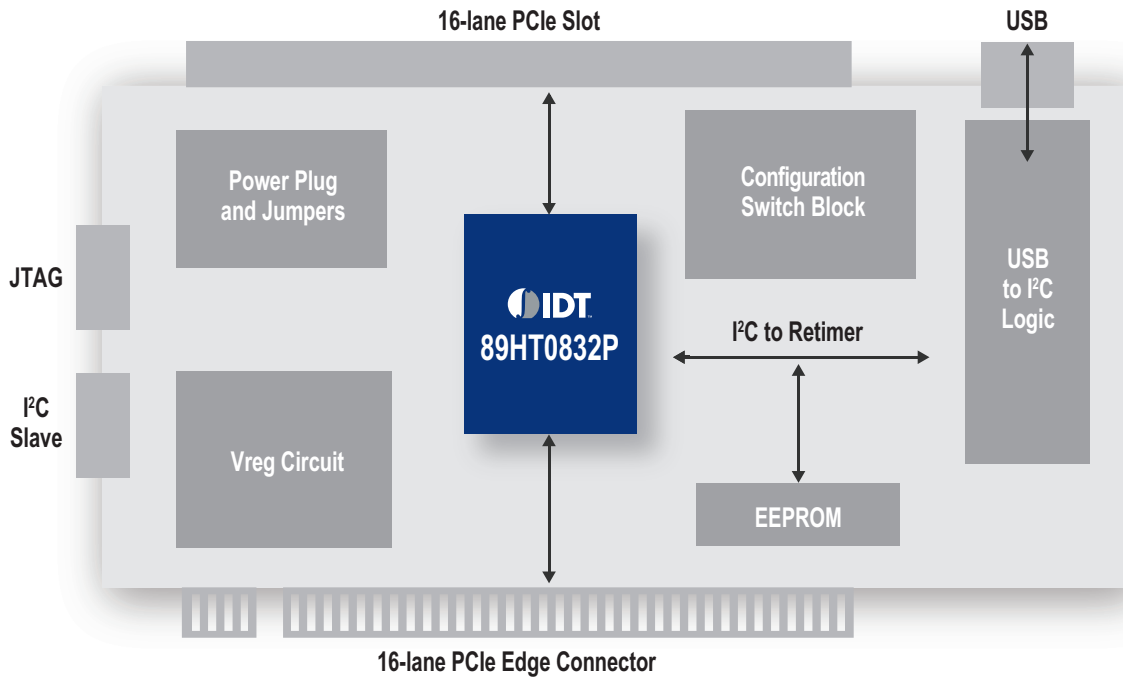 16-lane PCIe Slot
USB
Power Plug
and Jumpers
Configuration
Switch Block
JTAG
IDT™
89HT0832P
USB
to I²C
Logic
I²C to Retimer
I²C
Slave
Vreg Circuit
EEPROM
16-lane PCIe Edge Connector